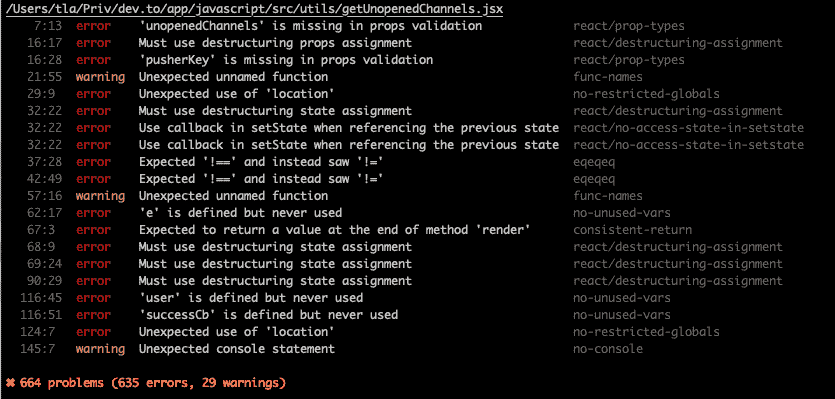 /Users/tla/Priv/dev.to/app/javascript/src/utils/getUnopenedChannels.jsx
7:13 error 'unopenedChannels' is missing in props validation react/prop-types
16:17 error Must use destructuring props assignment react/destructuring-assignment
16:28 error 'pusherKey' is missing in props validation react/prop-types
21:55 warning Unexpected unnamed function func-names
29:9 error Unexpected use of 'location' no-restricted-globals
32:22 error Must use destructuring state assignment react/destructuring-assignment
32:22 error Use callback in setState when referencing the previous state react/no-access-state-in-setstate
32:22 error Use callback in setState when referencing the previous state react/no-access-state-in-setstate
37:28 error Expected '!==' and instead saw '!=' eqeqeq
42:49 error Expected '!==' and instead saw '!=' eqeqeq
57:16 warning Unexpected unnamed function func-names
62:17 error 'e' is defined but never used no-unused-vars
67:3 error Expected to return a value at the end of method 'render' consistent-return
68:9 error Must use destructuring state assignment react/destructuring-assignment
69:24 error Must use destructuring state assignment react/destructuring-assignment
90:29 error Must use destructuring state assignment react/destructuring-assignment
116:45 error 'user' is defined but never used no-unused-vars
116:51 error 'successCb' is defined but never used no-unused-vars
124:7 error Unexpected use of 'location' no-restricted-globals
145:7 warning Unexpected console statement no-console
✖ 664 problems (635 errors, 29 warnings)